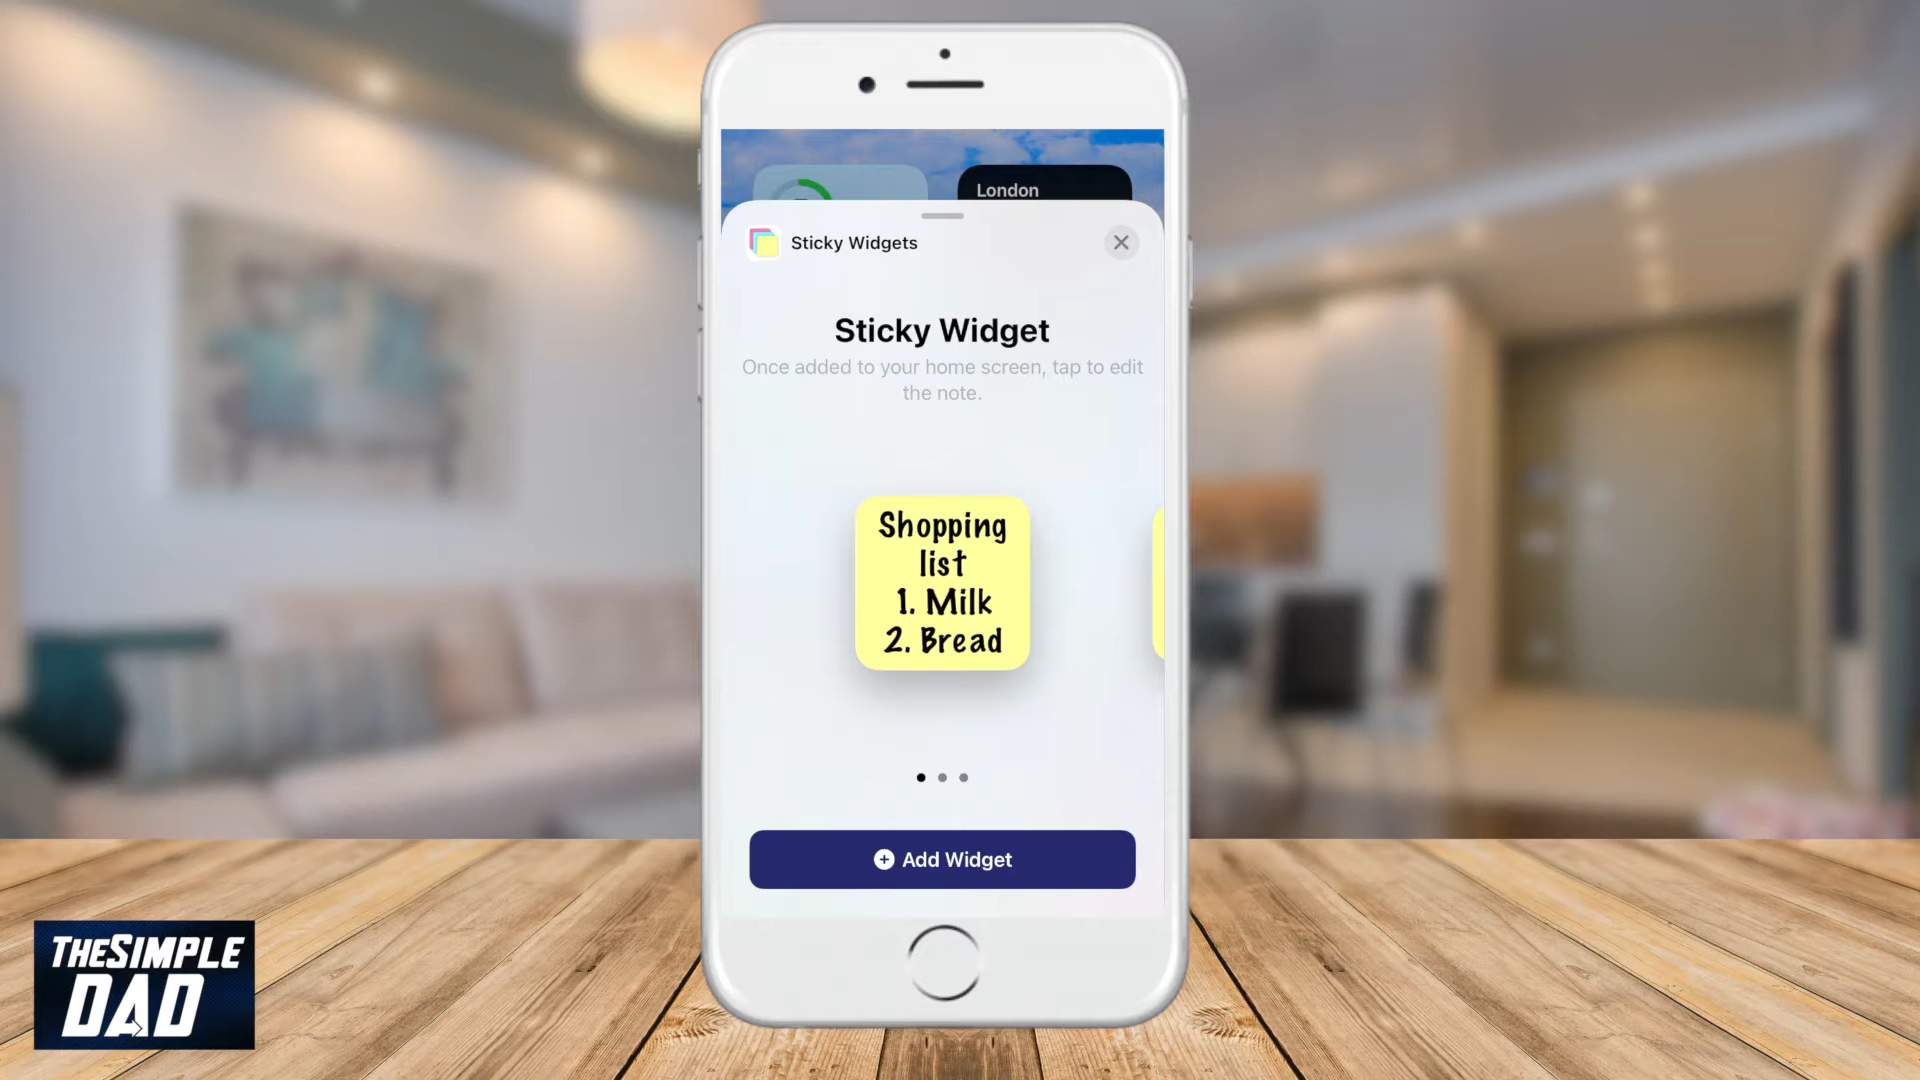 London
Sticky Widgets
Sticky Widget
Once added to your home screen, tap to edit
the note.
Shopping
list
1. Milk
2. Bread
Add Widget
THESIMPLE
DAD